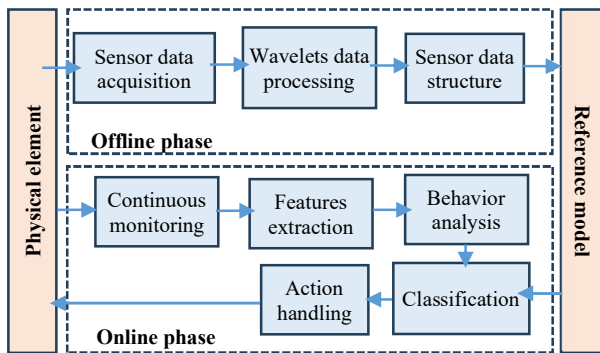 Physical element
Sensor data
acquisition
Wavelets data
processing
Sensor data
structure
Offline phase
Reference model
Continuous
monitoring
Features
extraction
Behavior
analysis
Action
handling
Classification
Online phase